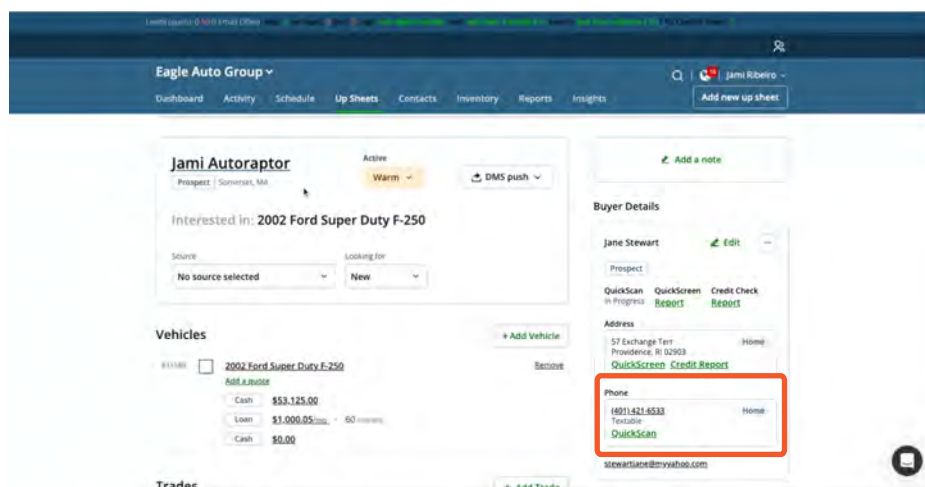 Eagle Auto Group
Jami Ribeiro
Dashboard Activity Schedule Up Sheets Contacts Inventory Reports Insights Add new up sheet
Jami Autoraptor
Active
Prospect Somerset, MA
Warm
DMS push
Add a note
Interested in: 2002 Ford Super Duty F-250
Source
Looking for
No source selected
New
Buyer Details
Jane Stewart Edit
Prospect
QuickScan QuickScreen Credit Check
In Progress Report Report
Address
57 Exchange Terr Home
Providence, RI 02903
QuickScreen Credit Report
Phone
(401) 421-6533 Home
Textable
QuickScan
stewartjane@myyahoo.com
Vehicles
+ Add Vehicle
2002 Ford Super Duty F-250 Remove
Add a quote
Cash $53,125.00
Loan $1,000.05/mo 60 months
Cash $0.00
Trades
+ Add Trade